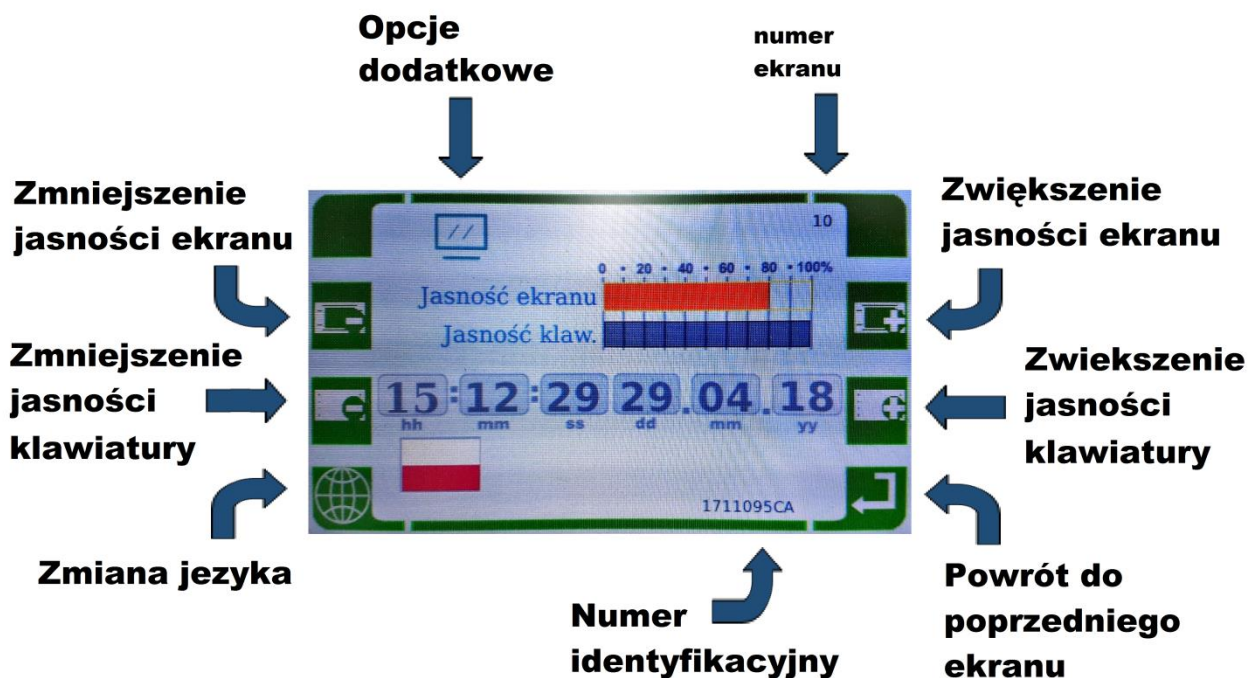 Opcje
dodatkowe
numer
ekranu
Zmniejszenie
jasności ekranu
Zwiększenie
jasności ekranu
10
0 - 20 - 40 - 60 - 80 - 100%
Jasność ekranu
Jasność klaw.
Zmniejszenie
jasności
klawiatury
Zwiekszenie
jasności
klawiatury
15:12:29 29.04.18
hh mm ss dd mm yy
1711095CA
Zmiana jezyka
Numer
identyfikacyjny
Powrót do
poprzedniego
ekranu